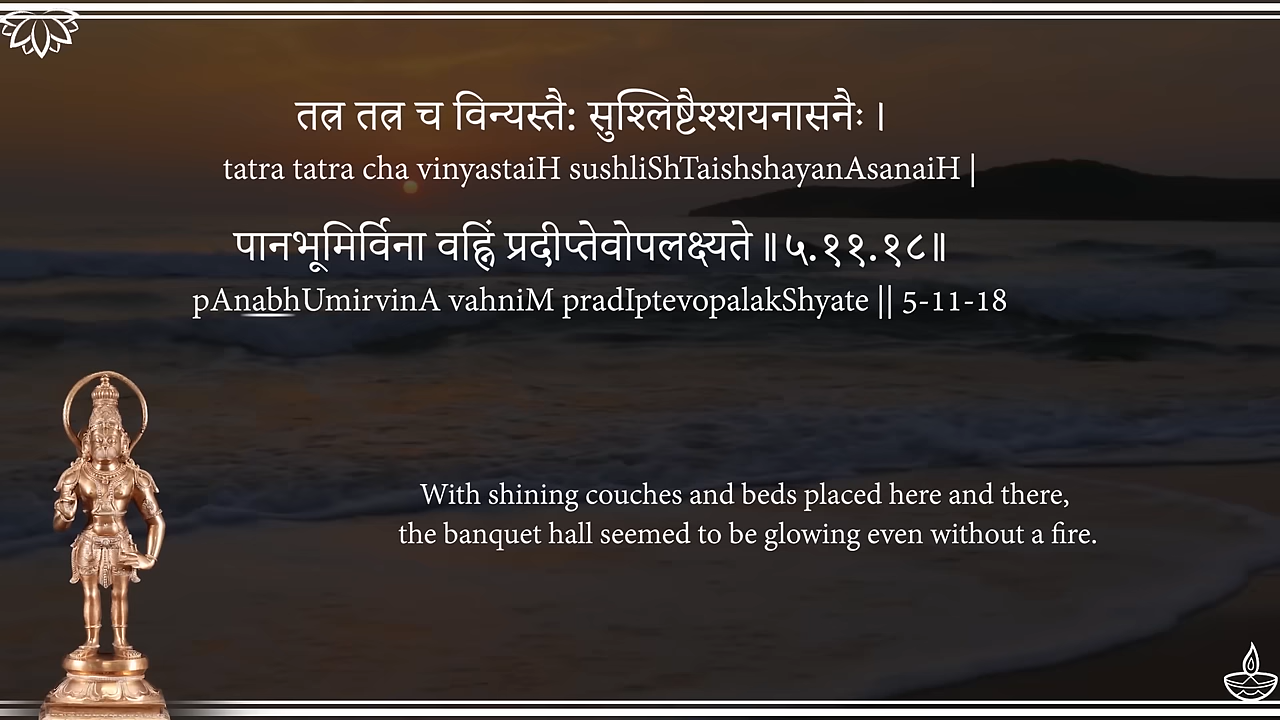 तत्र तत्र च विन्यस्तै: सुश्लिष्टैश्शयनासनैः ।
tatra tatra cha vinyastaiH sushliShTaishshayanAsanaiH |
पानभूमिर्विना वह्निं प्रदीप्तेवोपलक्ष्यते ॥५.११.१८॥
pAnabhUmirvinA vahniM pradIptevopalakShyate || 5-11-18
With shining couches and beds placed here and there,
the banquet hall seemed to be glowing even without a fire.